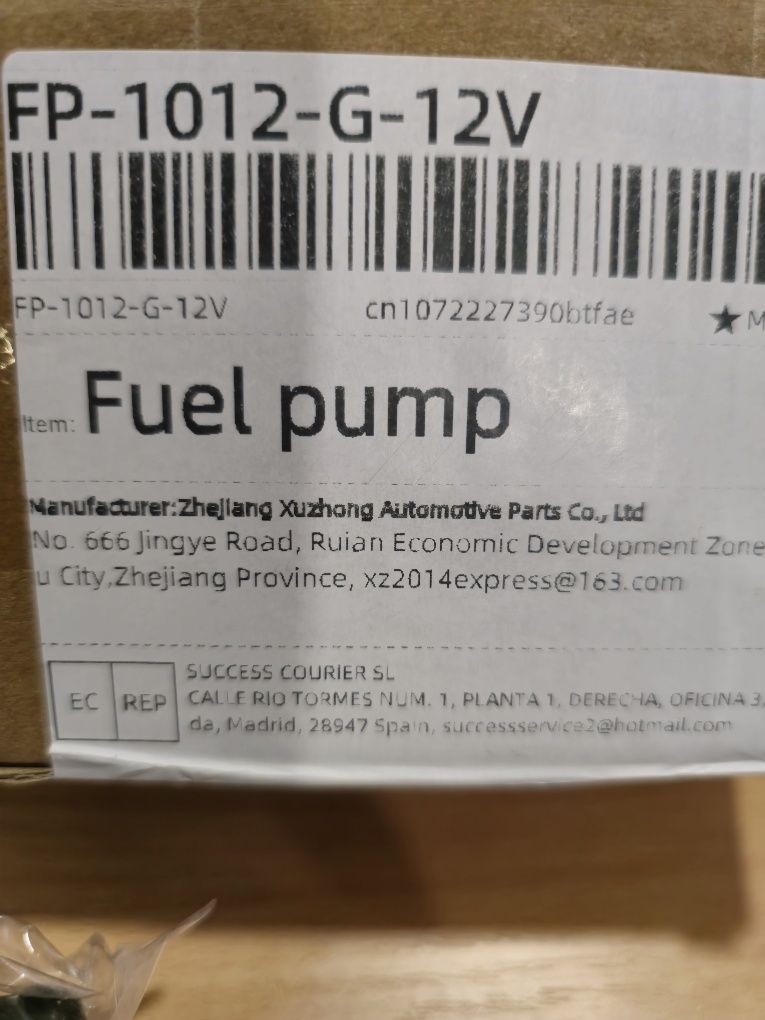 FP-1012-G-12V
FP-1012-G-12V cn1072227390btfae ★ M
Item: Fuel pump
Manufacturer:Zhejiang Xuzhong Automotive Parts Co., Ltd
No. 666 Jingye Road, Ruian Economic Development Zone
u City,Zhejiang Province, xz2014express@163.com
EC REP
SUCCESS COURIER SL
CALLE RIO TORMES NUM. 1, PLANTA 1, DERECHA, OFICINA 3,
da, Madrid, 28947 Spain, successservice2@hotmail.com